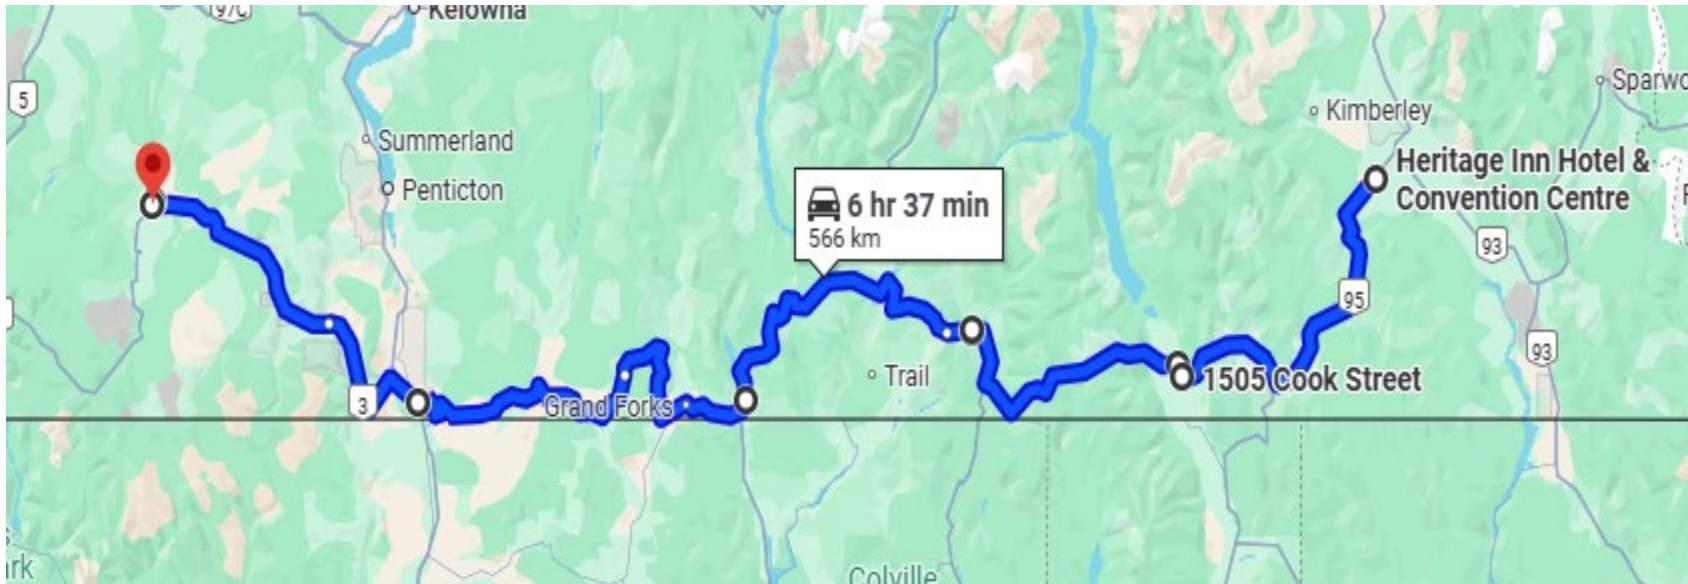 97C
Kelowna
5
Summerland
Penticton
Kimberley
Sparwo
Heritage Inn Hotel &
Convention Centre
6 hr 37 min
566 km
93
95
93
Trail
1505 Cook Street
3
Grand Forks
Colville
ark